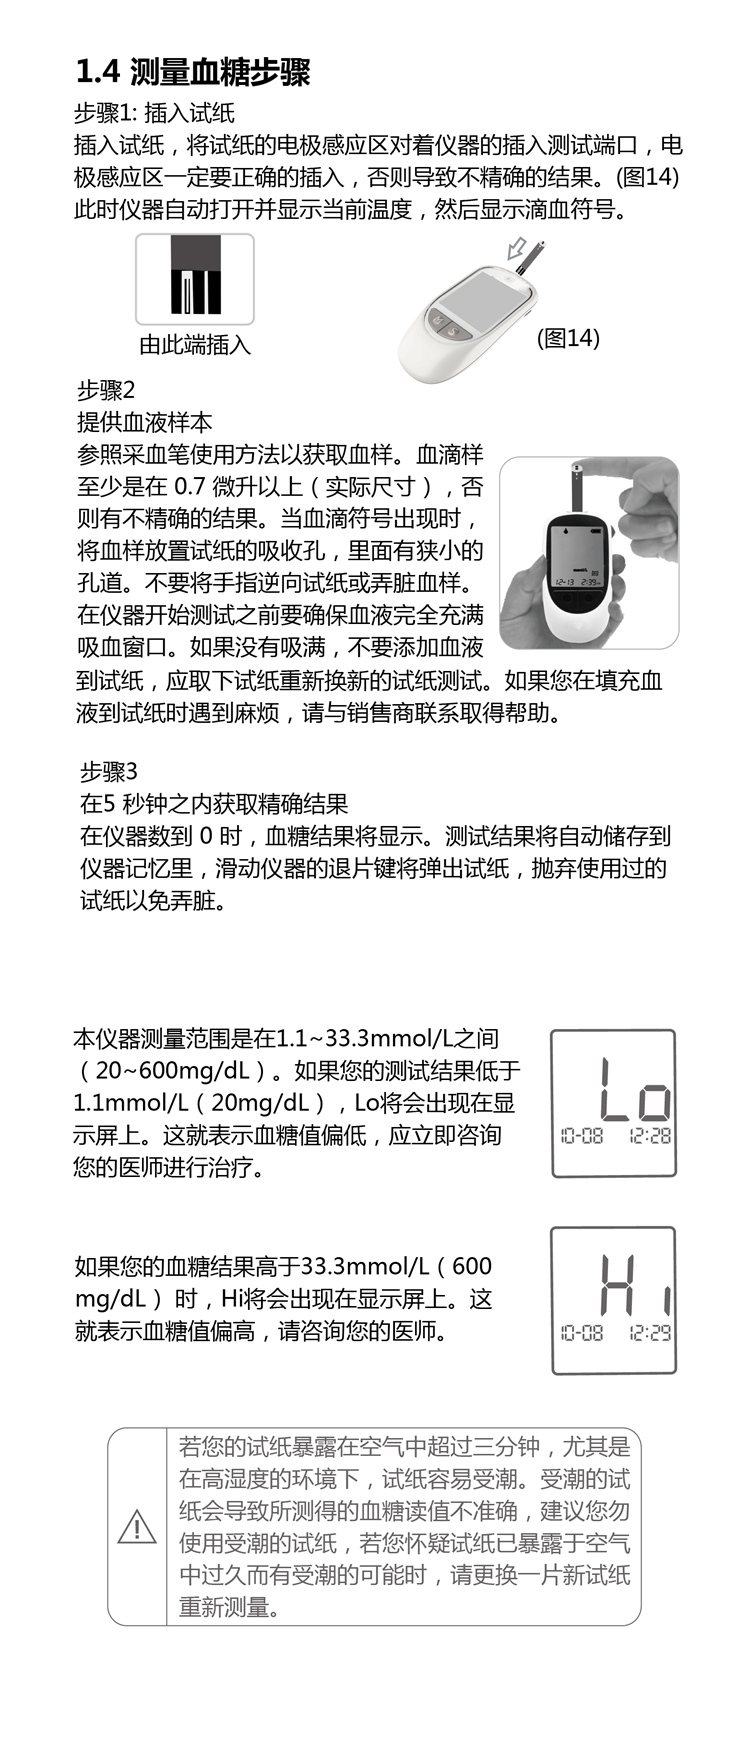 1.4 测量血糖步骤
步骤1: 插入试纸
插入试纸，将试纸的电极感应区对着仪器的插入测试端口，电
极感应区一定要正确的插入，否则导致不精确的结果。(图14)
此时仪器自动打开并显示当前温度，然后显示滴血符号。
由此端插入
(图14)
步骤2
提供血液样本
参照采血笔使用方法以获取血样。血滴样
至少是在 0.7 微升以上（实际尺寸），否
则有不精确的结果。当血滴符号出现时，
将血样放置试纸的吸收孔，里面有狭小的
孔道。不要将手指逆向试纸或弄脏血样。
在仪器开始测试之前要确保血液完全充满
吸血窗口。如果没有吸满，不要添加血液
到试纸，应取下试纸重新换新的试纸测试。如果您在填充血
液到试纸时遇到麻烦，请与销售商联系取得帮助。
12-13 2:39
步骤3
在5 秒钟之内获取精确结果
在仪器数到 0 时，血糖结果将显示。测试结果将自动储存到
仪器记忆里，滑动仪器的退片键将弹出试纸，抛弃使用过的
试纸以免弄脏。
本仪器测量范围是在1.1~33.3mmol/L之间
（20~600mg/dL）。如果您的测试结果低于
1.1mmol/L（20mg/dL），Lo将会出现在显
示屏上。这就表示血糖值偏低，应立即咨询
您的医师进行治疗。
Lo
10-08 12:28
如果您的血糖结果高于33.3mmol/L（600
mg/dL） 时，Hi将会出现在显示屏上。这
就表示血糖值偏高，请咨询您的医师。
Hi
10-08 12:29
若您的试纸暴露在空气中超过三分钟，尤其是
在高湿度的环境下，试纸容易受潮。受潮的试
纸会导致所测得的血糖读值不准确，建议您勿
使用受潮的试纸，若您怀疑试纸已暴露于空气
中过久而有受潮的可能时，请更换一片新试纸
重新测量。